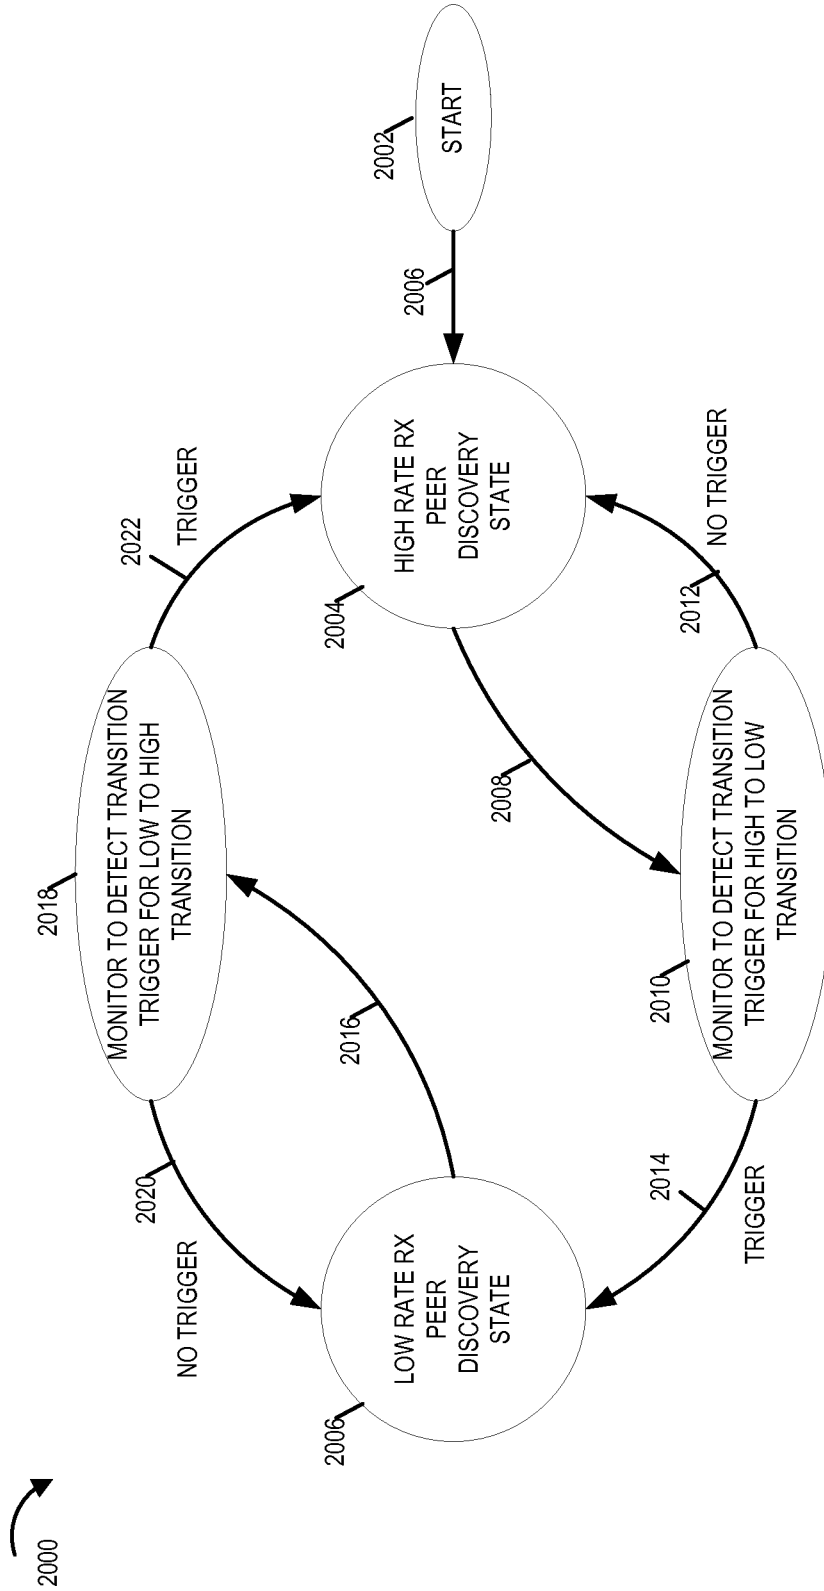 2000
2002
START
2006
2004
HIGH RATE RX
PEER
DISCOVERY
STATE
2022
TRIGGER
2018
MONITOR TO DETECT TRANSITION
TRIGGER FOR LOW TO HIGH
TRANSITION
2020
NO TRIGGER
2016
2008
2012
NO TRIGGER
2010
MONITOR TO DETECT TRANSITION
TRIGGER FOR HIGH TO LOW
TRANSITION
2014
TRIGGER
2006
LOW RATE RX
PEER
DISCOVERY
STATE